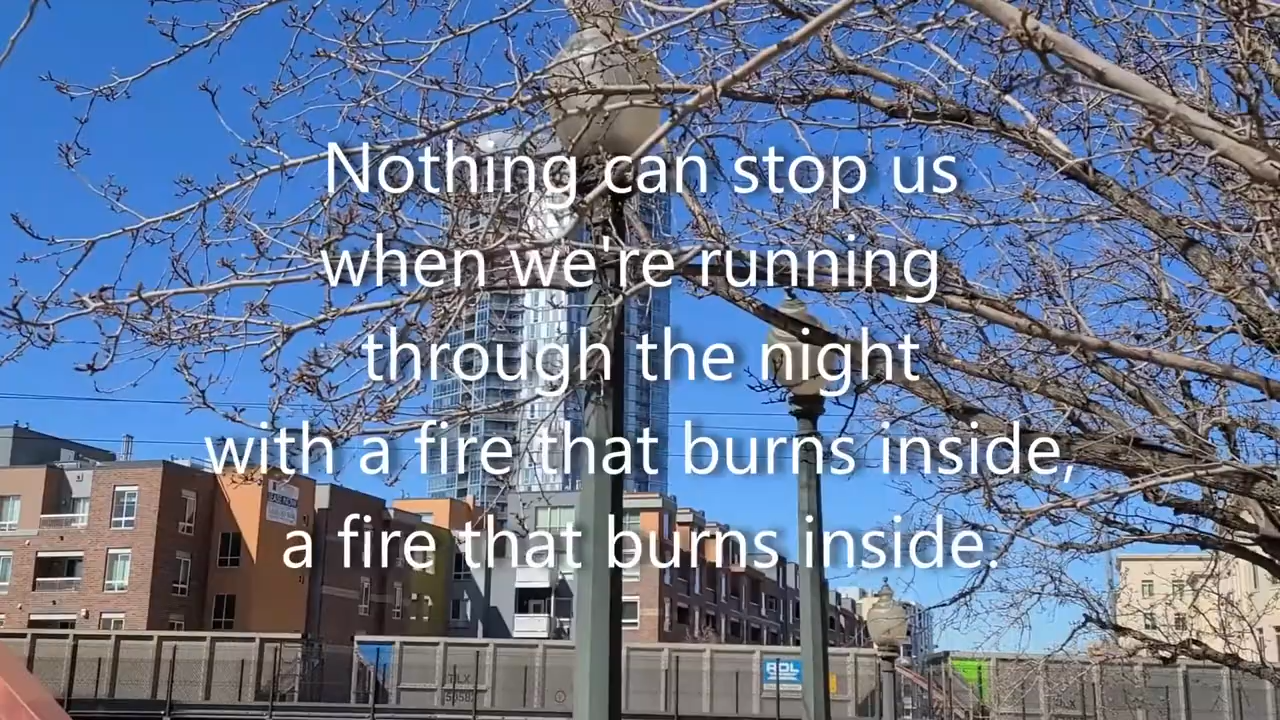 Nothing can stop us
when we're running
through the night
with a fire that burns inside,
a fire that burns inside.